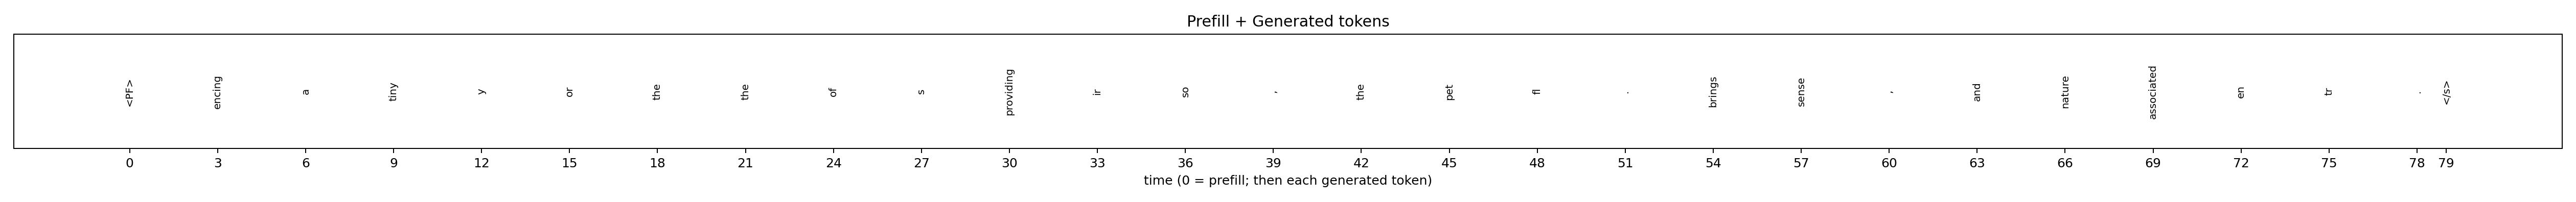 Prefill + Generated tokens
<PF> encing a tiny y or the the of s providing ir so , the pet fl . brings sense , and nature associated en tr . </s>
0 3 6 9 12 15 18 21 24 27 30 33 36 39 42 45 48 51 54 57 60 63 66 69 72 75 78 79
time (0 = prefill; then each generated token)